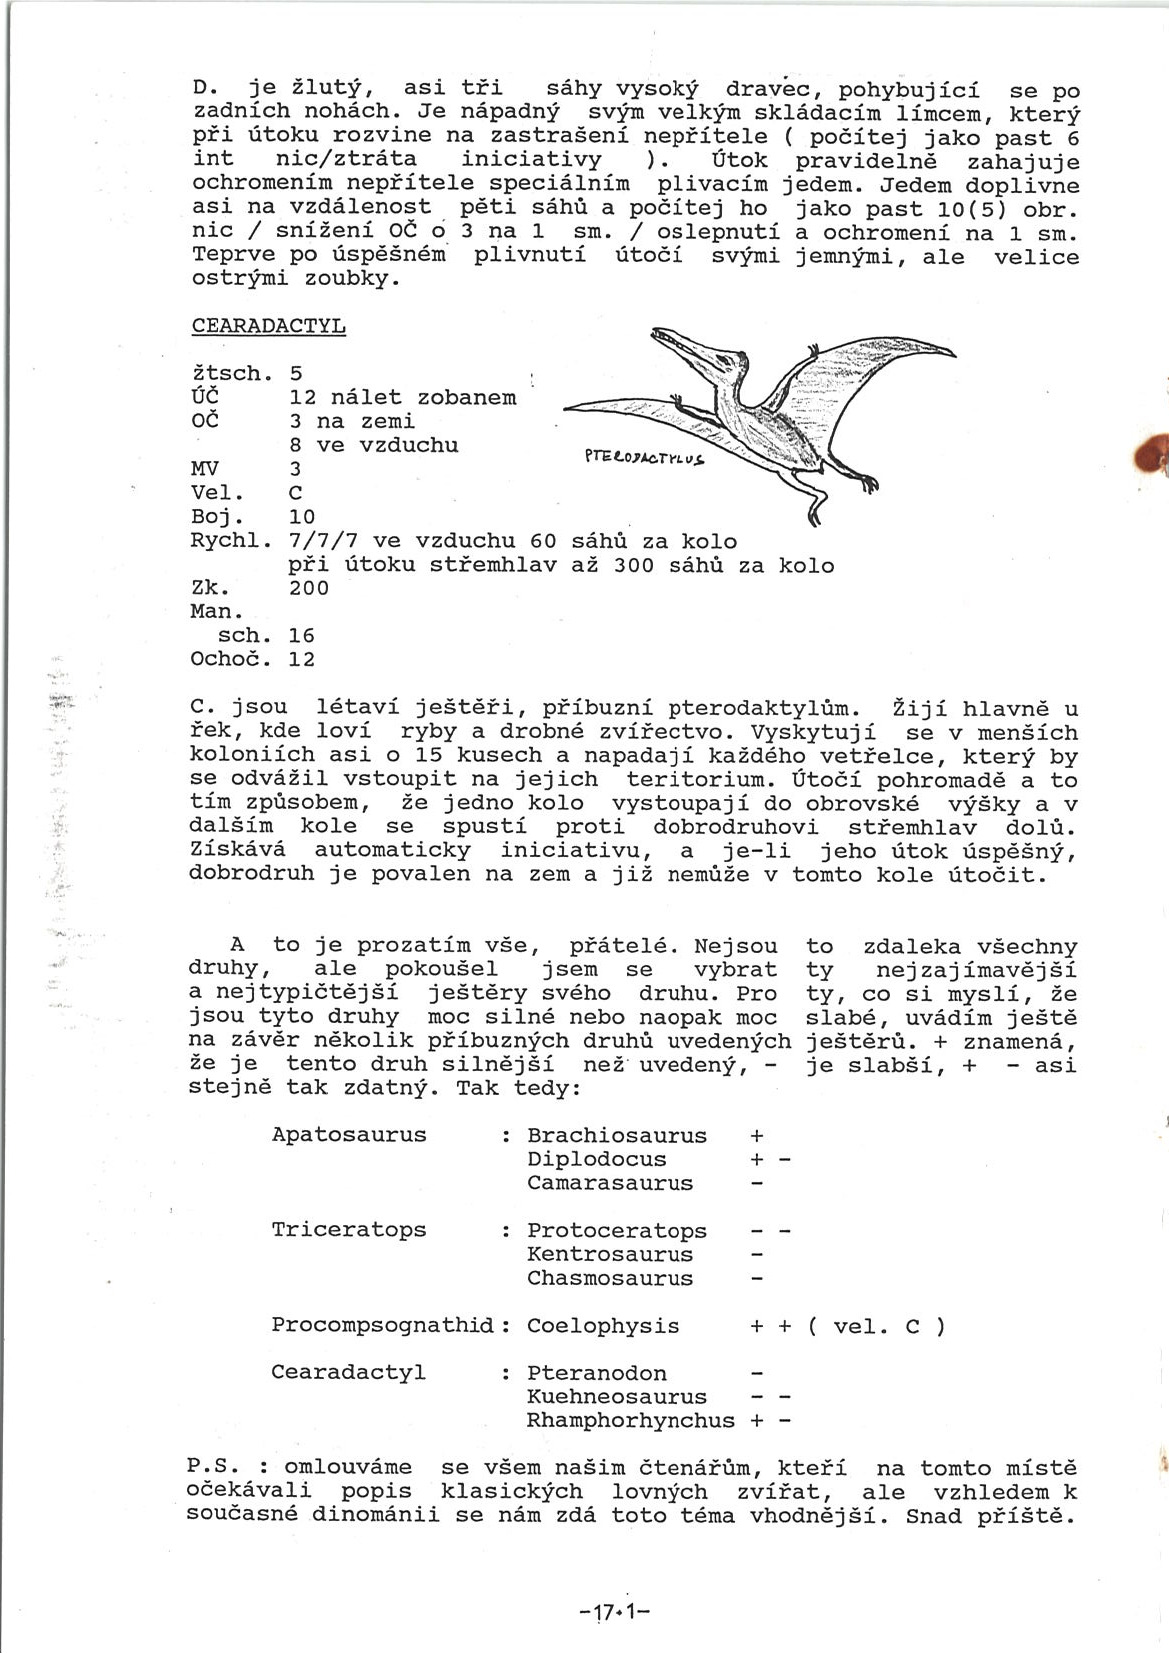 D. je žlutý, asi tři sáhy vysoký dravec, pohybující se po
zadních nohách. Je nápadný svým velkým skládacím límcem, který
při útoku rozvine na zastrašení nepřítele ( počítej jako past 6
int nic/ztráta iniciativy ). Útok pravidelně zahajuje
ochromením nepřítele speciálním plivacím jedem. Jedem doplivne
asi na vzdálenost pěti sáhů a počítej ho jako past 10(5) obr.
nic / snížení OČ o 3 na 1 sm. / oslepnutí a ochromení na 1 sm.
Teprve po úspěšném plivnutí útočí svými jemnými, ale velice
ostrými zoubky.
CEARADACTYL
žtsch. 5
ÚČ 12 nálet zobanem
OČ 3 na zemi
8 ve vzduchu
PTERODACTYLUS
MV 3
Vel. C
Boj. 10
Rychl. 7/7/7 ve vzduchu 60 sáhů za kolo
při útoku střemhlav až 300 sáhů za kolo
Zk. 200
Man.
sch. 16
Ochoč. 12
C. jsou létaví ještěři, příbuzní pterodaktylům. Žijí hlavně u
řek, kde loví ryby a drobné zvířectvo. Vyskytují se v menších
koloniích asi o 15 kusech a napadají každého vetřelce, který by
se odvážil vstoupit na jejich teritorium. Útočí pohromadě a to
tím způsobem, že jedno kolo vystoupají do obrovské výšky a v
dalším kole se spustí proti dobrodruhovi střemhlav dolů.
Získává automaticky iniciativu, a je-li jeho útok úspěšný,
dobrodruh je povalen na zem a již nemůže v tomto kole útočit.
A to je prozatím vše, přátelé. Nejsou to zdaleka všechny
druhy, ale pokoušel jsem se vybrat ty nejzajímavější
a nejtypičtější ještěry svého druhu. Pro ty, co si myslí, že
jsou tyto druhy moc silné nebo naopak moc slabé, uvádím ještě
na závěr několik příbuzných druhů uvedených ještěrů. + znamená,
že je tento druh silnější než uvedený, - je slabší, + - asi
stejně tak zdatný. Tak tedy:
Apatosaurus : Brachiosaurus +
Diplodocus + -
Camarasaurus -
Triceratops : Protoceratops - -
Kentrosaurus -
Chasmosaurus -
Procompsognathid : Coelophysis + + ( vel. C )
Cearadactyl : Pteranodon -
Kuehneosaurus - -
Rhamphorhynchus + -
P.S. : omlouváme se všem našim čtenářům, kteří na tomto místě
očekávali popis klasických lovných zvířat, ale vzhledem k
současné dinománii se nám zdá toto téma vhodnější. Snad příště.
-17.1-